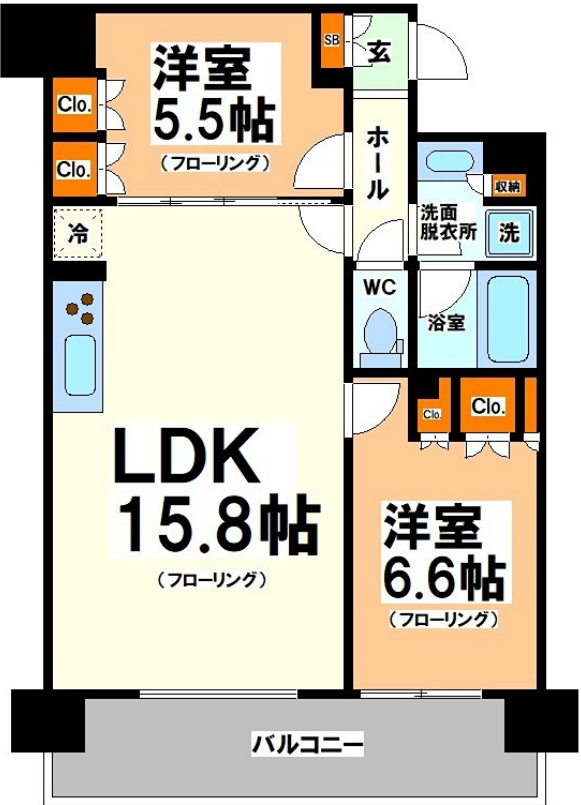 SB
玄
洋室
5.5帖
(フローリング)
Clo.
Clo.
ホール
収納
洗面
脱衣所
洗
冷
WC
浴室
Clo.
Clo.
LDK
15.8帖
(フローリング)
洋室
6.6帖
(フローリング)
バルコニー